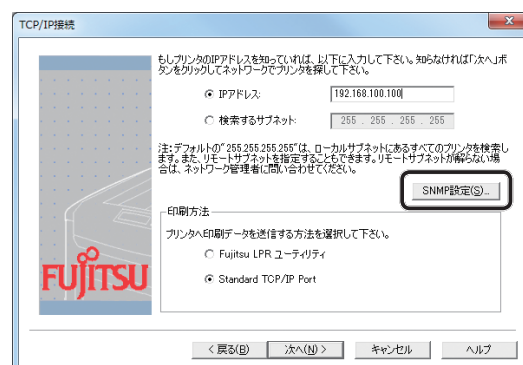 TCP/IP接続
x
もしプリンタのIPアドレスを知っていれば、以下に入力して下さい。知らなければ「次へ」ボ
タンをクリックしてネットワークでプリンタを探して下さい。
IPアドレス: 192.168.100.100
検索するサブネット: 255 . 255 . 255 . 255
注:デフォルトの"255.255.255.255"は、ローカルサブネットにあるすべてのプリンタを検索し
ます。また、リモートサブネットを指定することもできます。リモートサブネットが解らない場
合は、ネットワーク管理者に問い合わせてください。
SNMP設定(S)...
印刷方法
プリンタへ印刷データを送信する方法を選択して下さい。
Fujitsu LPR ユーティリティ
Standard TCP/IP Port
FUJITSU
< 戻る(B)
次へ(N) >
キャンセル
ヘルプ